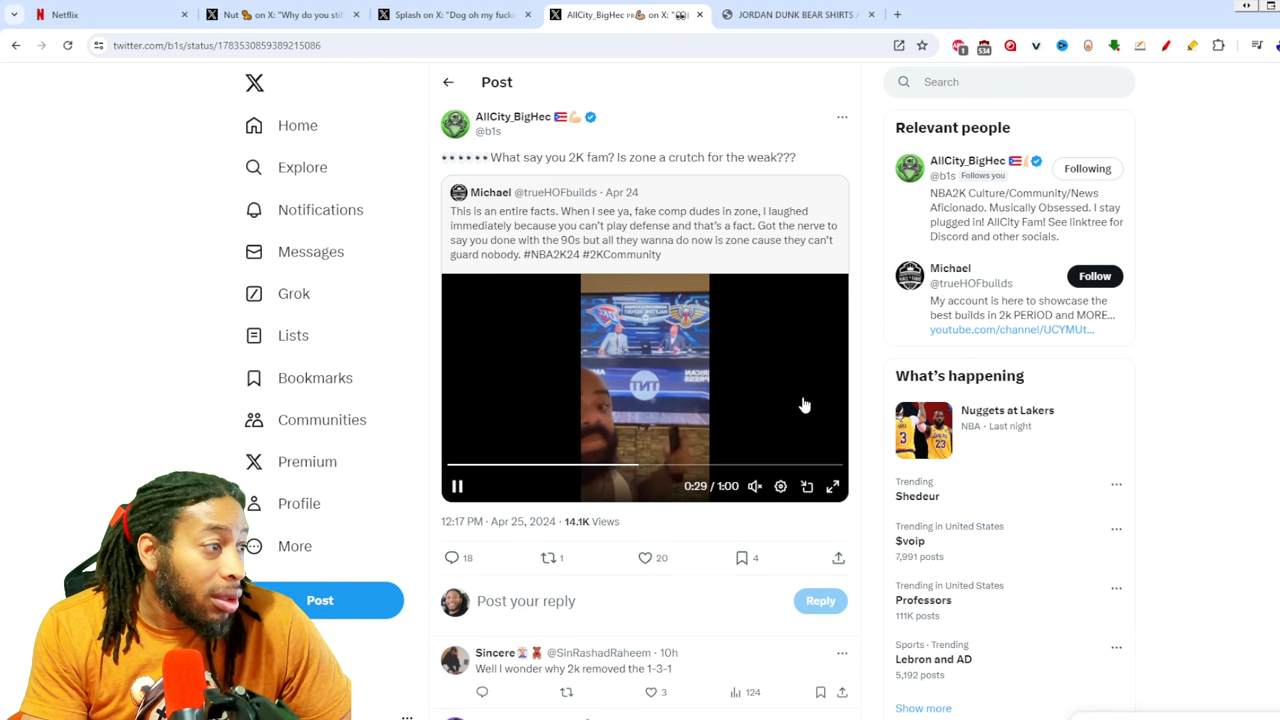 Netflix
Nut on X: "Why do you stil
Splash on X: "Dog oh my fuck
AllCity_BigHec PR on X: "
JORDAN DUNK BEAR SHIRTS
twitter.com/b1s/status/1783530859389215086
1
534
Home
Explore
Notifications
Messages
Grok
Lists
Bookmarks
Communities
Premium
Profile
More
Post
Post
AllCity_BigHec
@b1s
What say you 2K fam? Is zone a crutch for the weak???
Michael @trueHOFbuilds · Apr 24
This is an entire facts. When I see ya, fake comp dudes in zone, I laughed
immediately because you can't play defense and that's a fact. Got the nerve to
say you done with the 90s but all they wanna do now is zone cause they can't
guard nobody. #NBA2K24 #2KCommunity
TNT
0:29 / 1:00
12:17 PM · Apr 25, 2024 · 14.1K Views
18
1
20
4
Post your reply
Reply
Sincere @SinRashadRaheem · 10h
Well I wonder why 2k removed the 1-3-1
3
124
Search
Relevant people
AllCity_BigHec
@b1s Follows you
Following
NBA2K Culture/Community/News
Aficionado. Musically Obsessed. I stay
plugged in! AllCity Fam! See linktree for
Discord and other socials.
Michael
@trueHOFbuilds
Follow
My account is here to showcase the
best builds in 2k PERIOD and MORE...
youtube.com/channel/UCYMUt...
What's happening
Nuggets at Lakers
NBA · Last night
Trending
Shedeur
Trending in United States
$voip
7,991 posts
Trending in United States
Professors
111K posts
Sports · Trending
Lebron and AD
5,192 posts
Show more